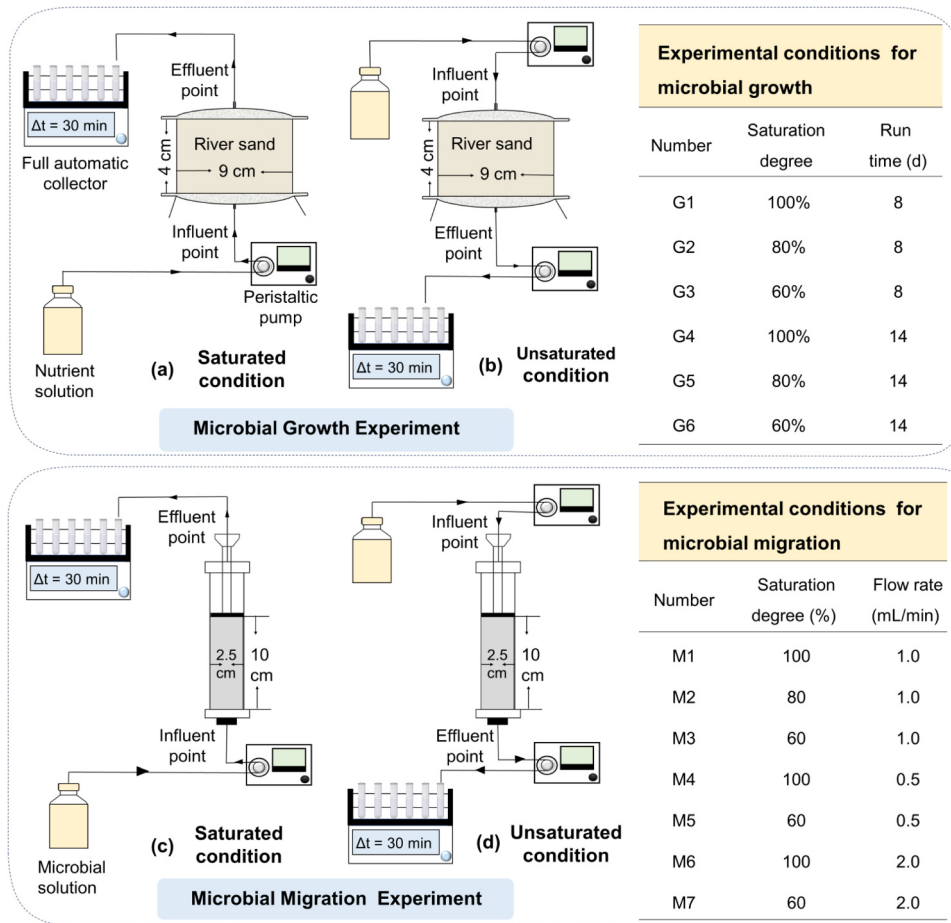 Effluent
point
Δt = 30 min
Full automatic
collector
River sand
4 cm
9 cm
Influent
point
Peristaltic
pump
Nutrient
solution
(a) Saturated
condition
Influent
point
River sand
4 cm
9 cm
Effluent
point
Δt = 30 min
(b) Unsaturated
condition
Microbial Growth Experiment
Experimental conditions for
microbial growth
Number Saturation degree Run time (d)
G1 100% 8
G2 80% 8
G3 60% 8
G4 100% 14
G5 80% 14
G6 60% 14
Effluent
point
Δt = 30 min
2.5
cm
10
cm
Influent
point
Microbial
solution
(c) Saturated
condition
Influent
point
2.5
cm
10
cm
Effluent
point
Δt = 30 min
(d) Unsaturated
condition
Microbial Migration Experiment
Experimental conditions for
microbial migration
Number Saturation degree (%) Flow rate (mL/min)
M1 100 1.0
M2 80 1.0
M3 60 1.0
M4 100 0.5
M5 60 0.5
M6 100 2.0
M7 60 2.0